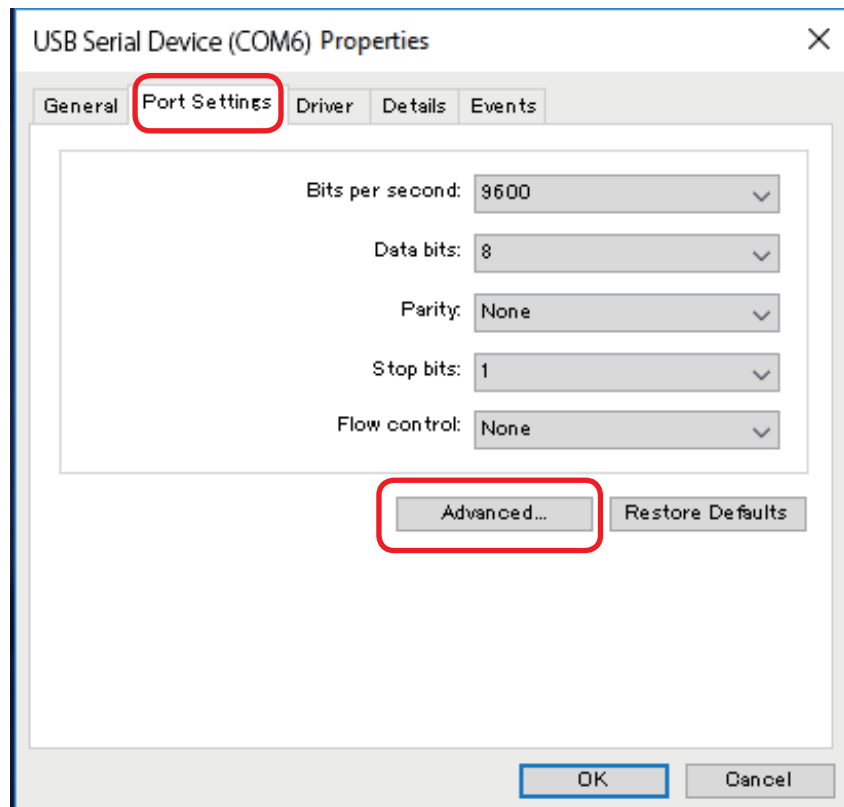 USB Serial Device (COM6) Properties
General Port Settings Driver Details Events
Bits per second: 9600
Data bits: 8
Parity: None
Stop bits: 1
Flow control: None
Advanced... Restore Defaults
OK Cancel